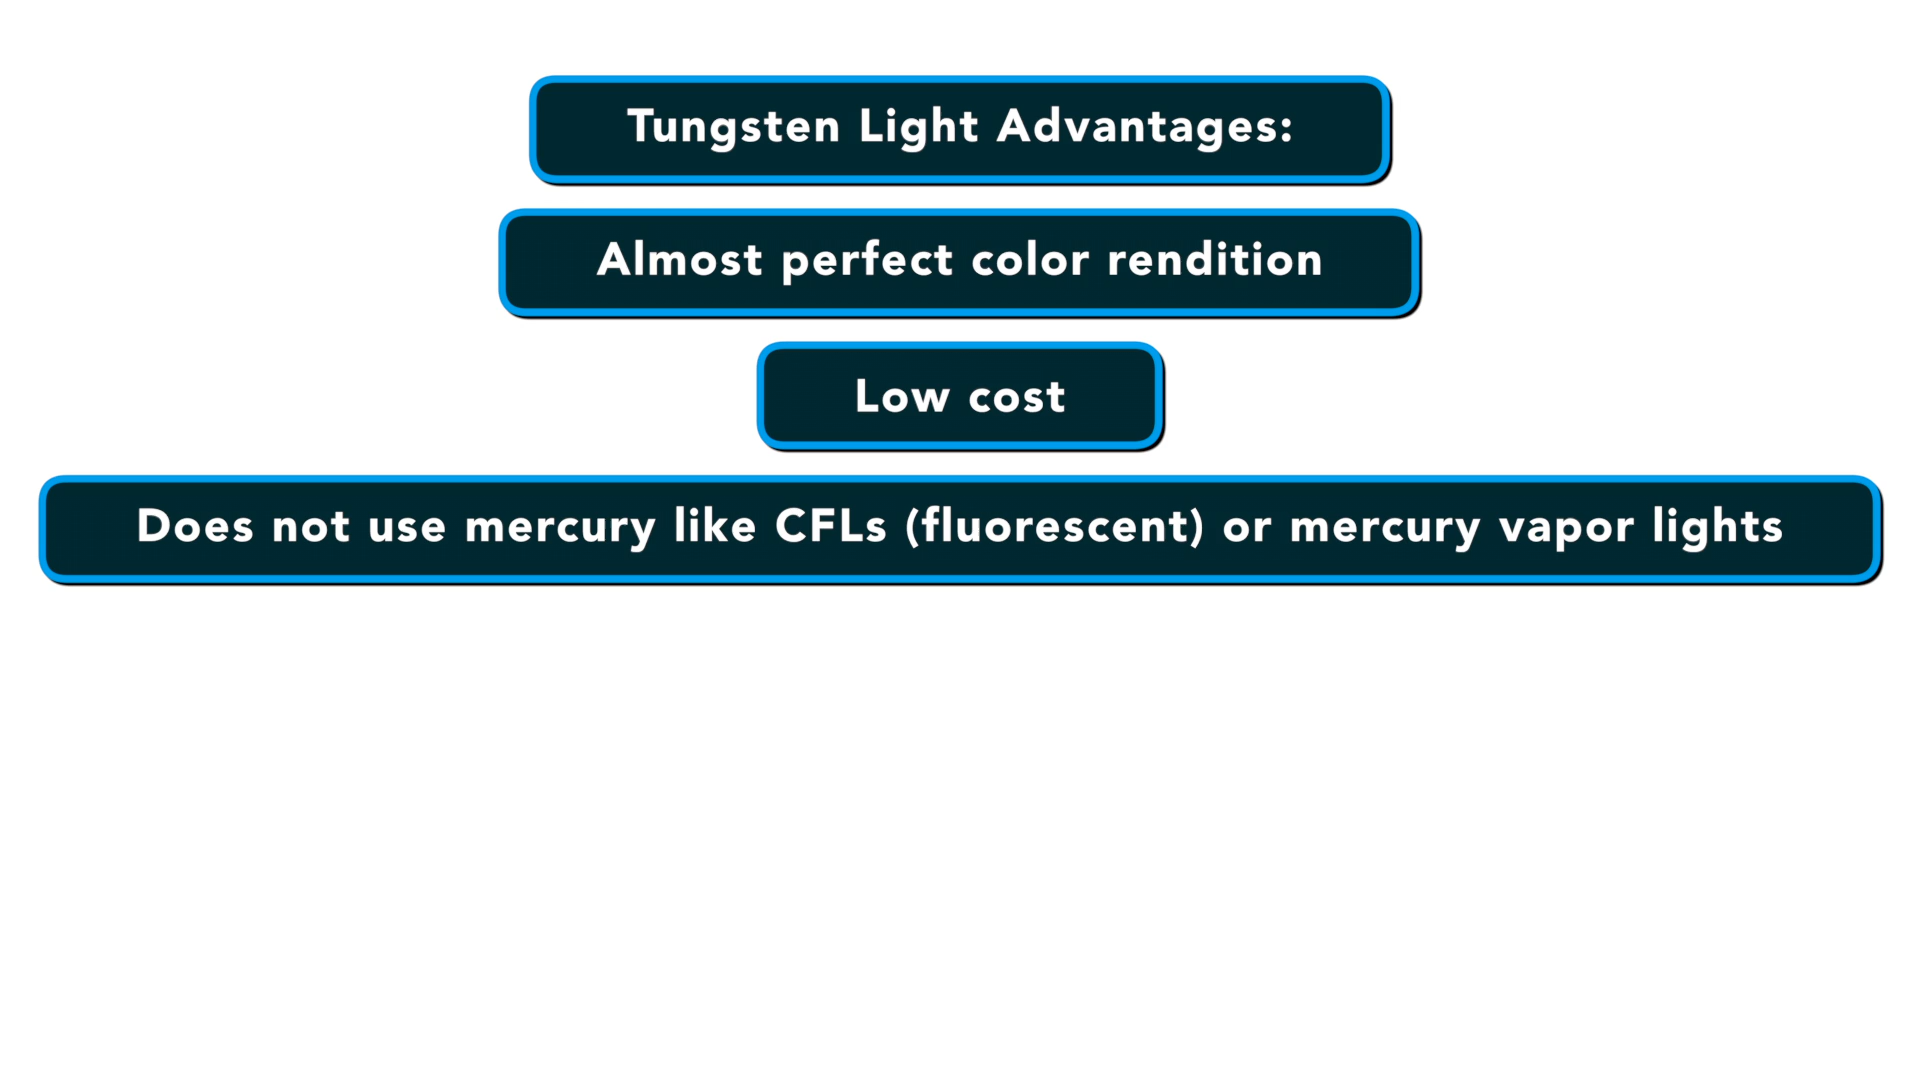 Tungsten Light Advantages:
Almost perfect color rendition
Low cost
Does not use mercury like CFLs (fluorescent) or mercury vapor lights